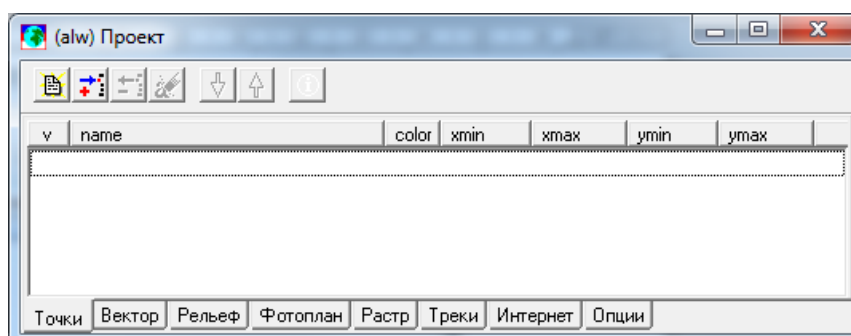 (alw) Проект
v name color xmin xmax ymin ymax
Точки Вектор Рельеф Фотоплан Растр Треки Интернет Опции